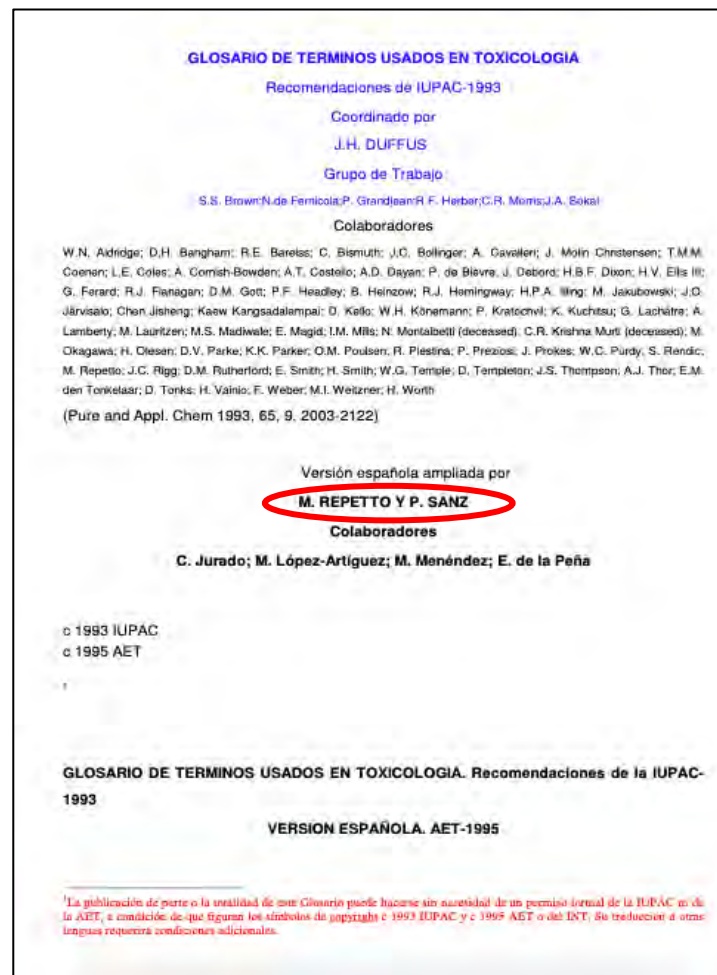 GLOSARIO DE TERMINOS USADOS EN TOXICOLOGIA
Recomendaciones de IUPAC-1993
Coordinado por
J.H. DUFFUS
Grupo de Trabajo
S.S. Brown;N.de Fernicola;P. Grandjean;R.F. Herber;C.R. Morris;J.A. Sokal
Colaboradores
W.N. Aldridge; D.H. Bangham; R.E. Bareiss; C. Bismuth; J.C. Bollinger; A. Cavalleri; J. Molin Christensen; T.M.M.
Coenen; L.E. Coles; A. Cornish-Bowden; A.T. Costello; A.D. Dayan; P. de Bievre, J. Debord; H.B.F. Dixon; H.V. Ellis III;
G. Ferard; R.J. Flanagan; D.M. Gott; P.F. Headley; B. Heinzow; R.J. Hemingway; H.P.A. Illing; M. Jakubowski; J.O.
Järvisalo; Chen Jisheng; Kaew Kangsadalampai; D. Kello; W.H. Könemann; P. Kratochvil; K. Kuchitsu; G. Lachâtre; A.
Lamberty; M. Lauritzen; M.S. Madiwale; E. Magid; I.M. Mills; N. Montalbetti (deceased); C.R. Krishna Murti (deceased); M.
Okagawa; H. Olesen; D.V. Parke; K.K. Parker; O.M. Poulsen; R. Plestina; P. Preziosi; J. Prokes; W.C. Purdy, S. Rendic;
M. Repetto; J.C. Rigg; D.M. Rutherford; E. Smith; H. Smith; W.G. Temple; D. Templeton; J.S. Thompson; A.J. Thor; E.M.
den Tonkelaar; D. Tonks; H. Vainio; F. Weber; M.I. Weitzner; H. Worth
(Pure and Appl. Chem 1993, 65, 9, 2003-2122)
Versión española ampliada por
M. REPETTO Y P. SANZ
Colaboradores
C. Jurado; M. López-Artíguez; M. Menéndez; E. de la Peña
c 1993 IUPAC
c 1995 AET
GLOSARIO DE TERMINOS USADOS EN TOXICOLOGIA. Recomendaciones de la IUPAC-
1993
VERSION ESPAÑOLA. AET-1995
1La publicación de parte o la totalidad de este Glosario puede hacerse sin necesidad de un permiso formal de la IUPAC ni de
la AET, a condición de que figuran los símbolos de copyright c 1993 IUPAC y c 1995 AET o del INT. Su traducción a otras
lenguas requerirá condiciones adicionales.